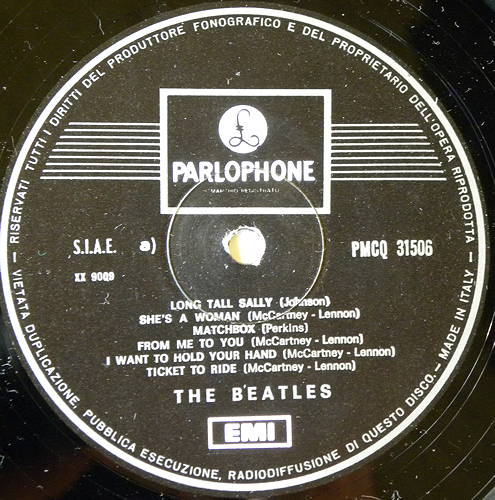 RISERVATI TUTTI I DIRITTI DEL PRODUTTORE FONOGRAFICO E DEL PROPRIETARIO DELL'OPERA RIPRODOTTA
£
PARLOPHONE
MARCHIO REGISTRATO
S.I.A.E. a) PMCQ 31506
XX 9009
LONG TALL SALLY (Johnson)
SHE'S A WOMAN (McCartney - Lennon)
MATCHBOX (Perkins)
FROM ME TO YOU (McCartney - Lennon)
I WANT TO HOLD YOUR HAND (McCartney - Lennon)
TICKET TO RIDE (McCartney - Lennon)
THE BEATLES
EMI
— VIETATA DUPLICAZIONE, PUBBLICA ESECUZIONE, RADIODIFFUSIONE DI QUESTO DISCO. — MADE IN ITALY —